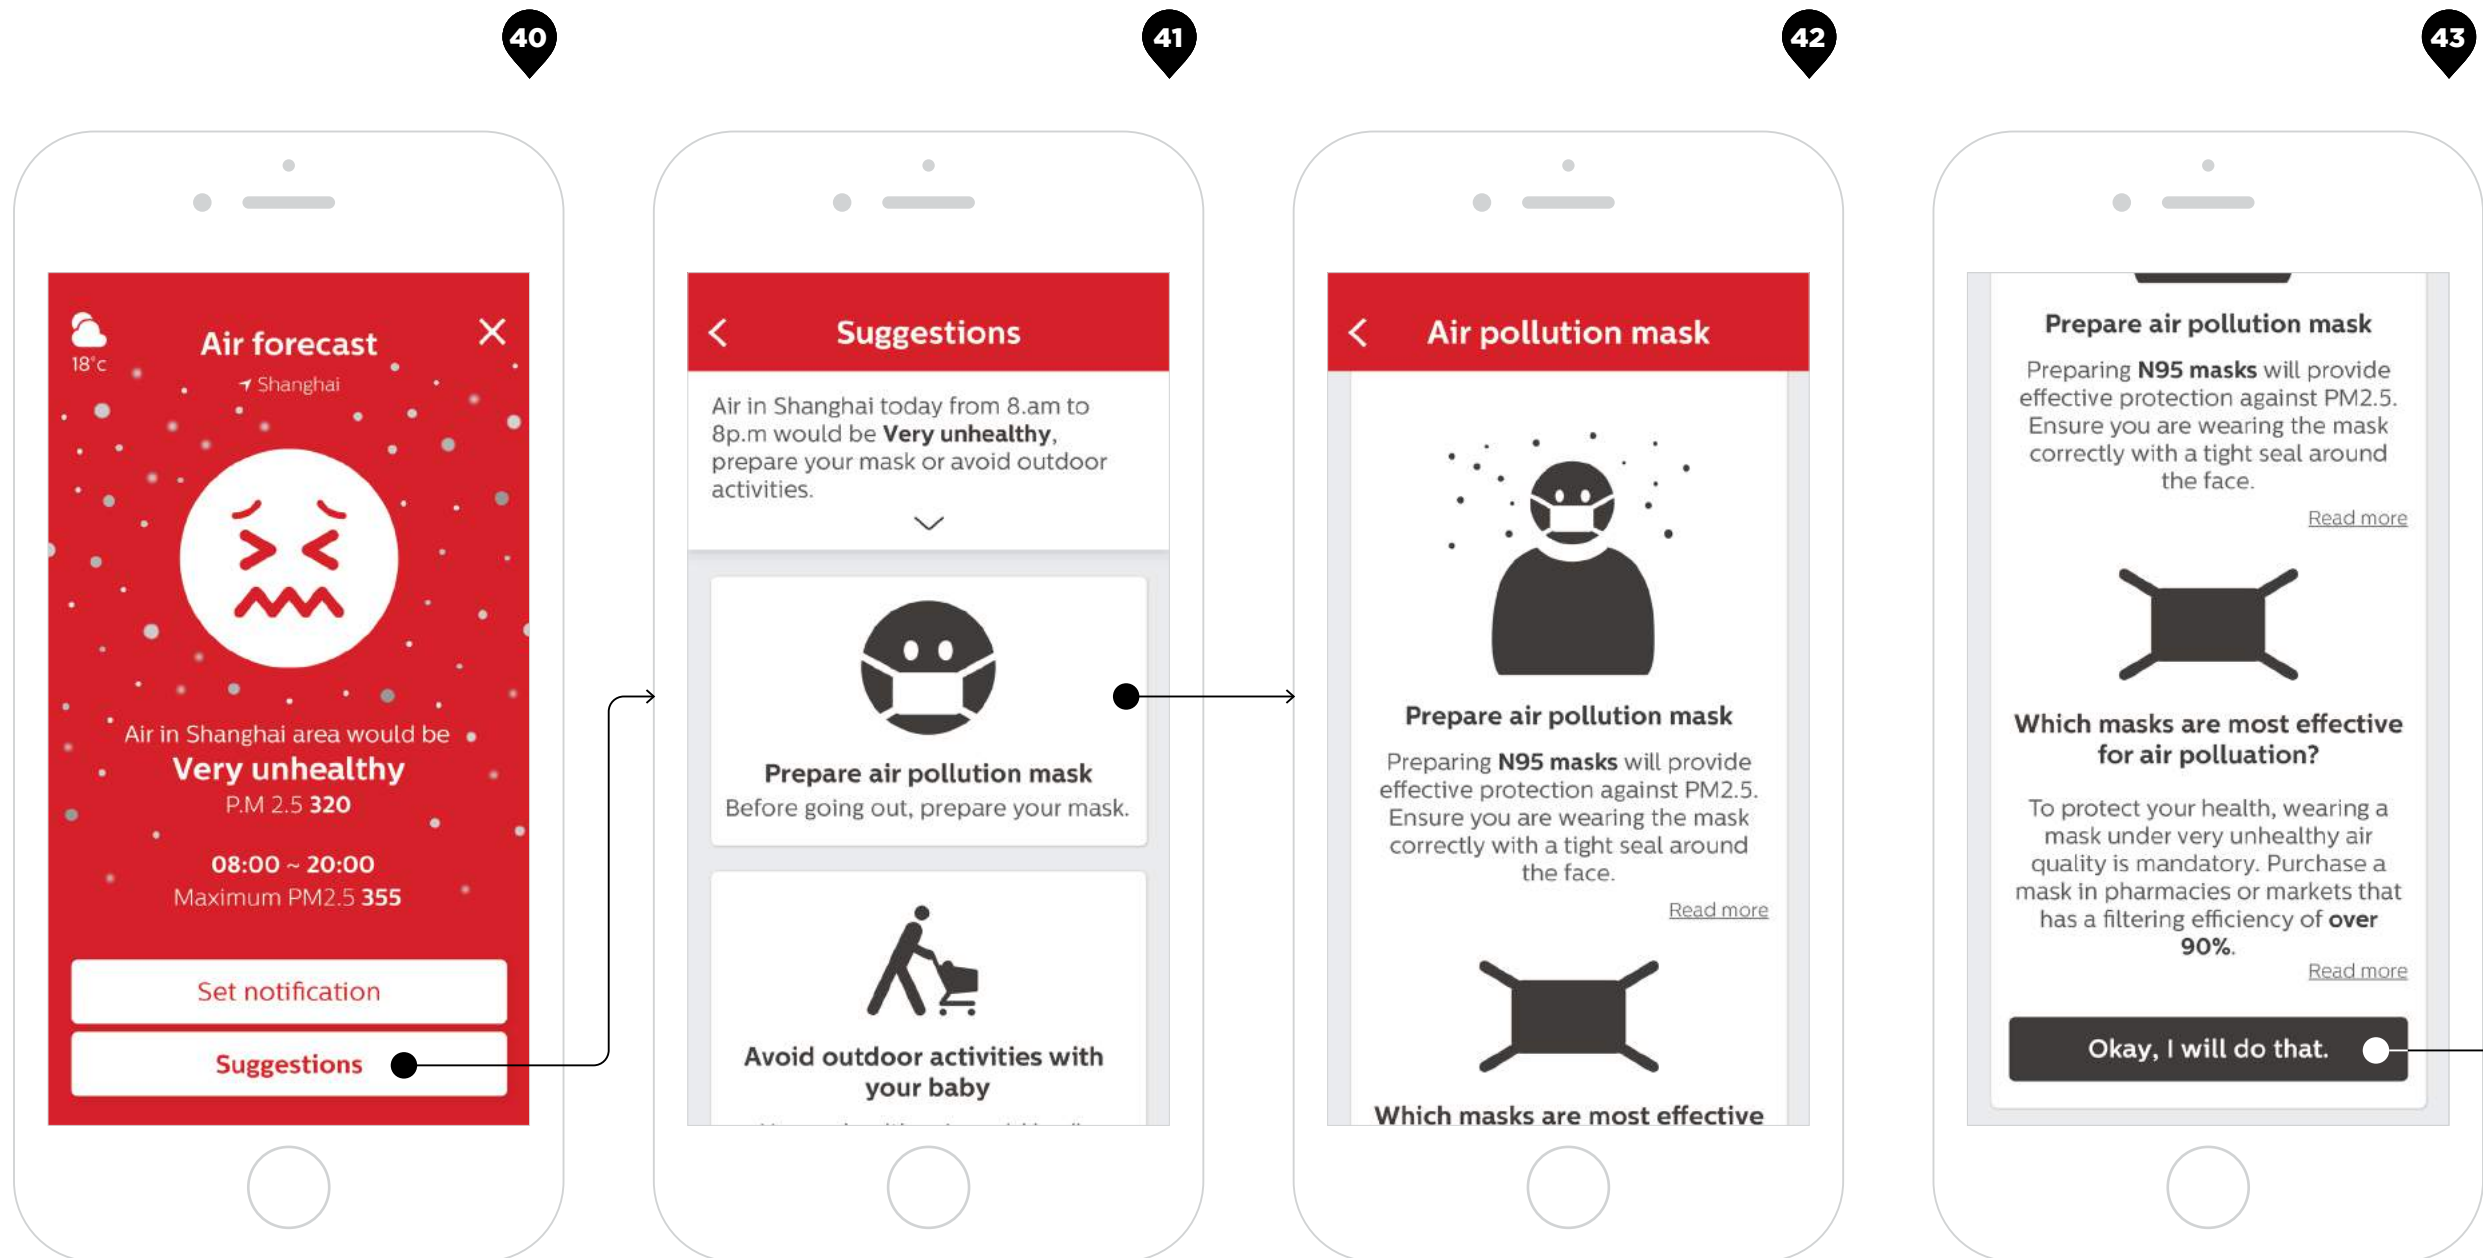 40
41
42
43
18°c
Air forecast
Shanghai
Air in Shanghai area would be
Very unhealthy
P.M 2.5 320
08:00 ~ 20:00
Maximum PM2.5 355
Set notification
Suggestions
Suggestions
Air in Shanghai today from 8.am to
8p.m would be Very unhealthy,
prepare your mask or avoid outdoor
activities.
Prepare air pollution mask
Before going out, prepare your mask.
Avoid outdoor activities with
your baby
Air pollution mask
Prepare air pollution mask
Preparing N95 masks will provide
effective protection against PM2.5.
Ensure you are wearing the mask
correctly with a tight seal around
the face.
Read more
Which masks are most effective
Prepare air pollution mask
Preparing N95 masks will provide
effective protection against PM2.5.
Ensure you are wearing the mask
correctly with a tight seal around
the face.
Read more
Which masks are most effective
for air polluation?
To protect your health, wearing a
mask under very unhealthy air
quality is mandatory. Purchase a
mask in pharmacies or markets that
has a filtering efficiency of over
90%.
Read more
Okay, I will do that.